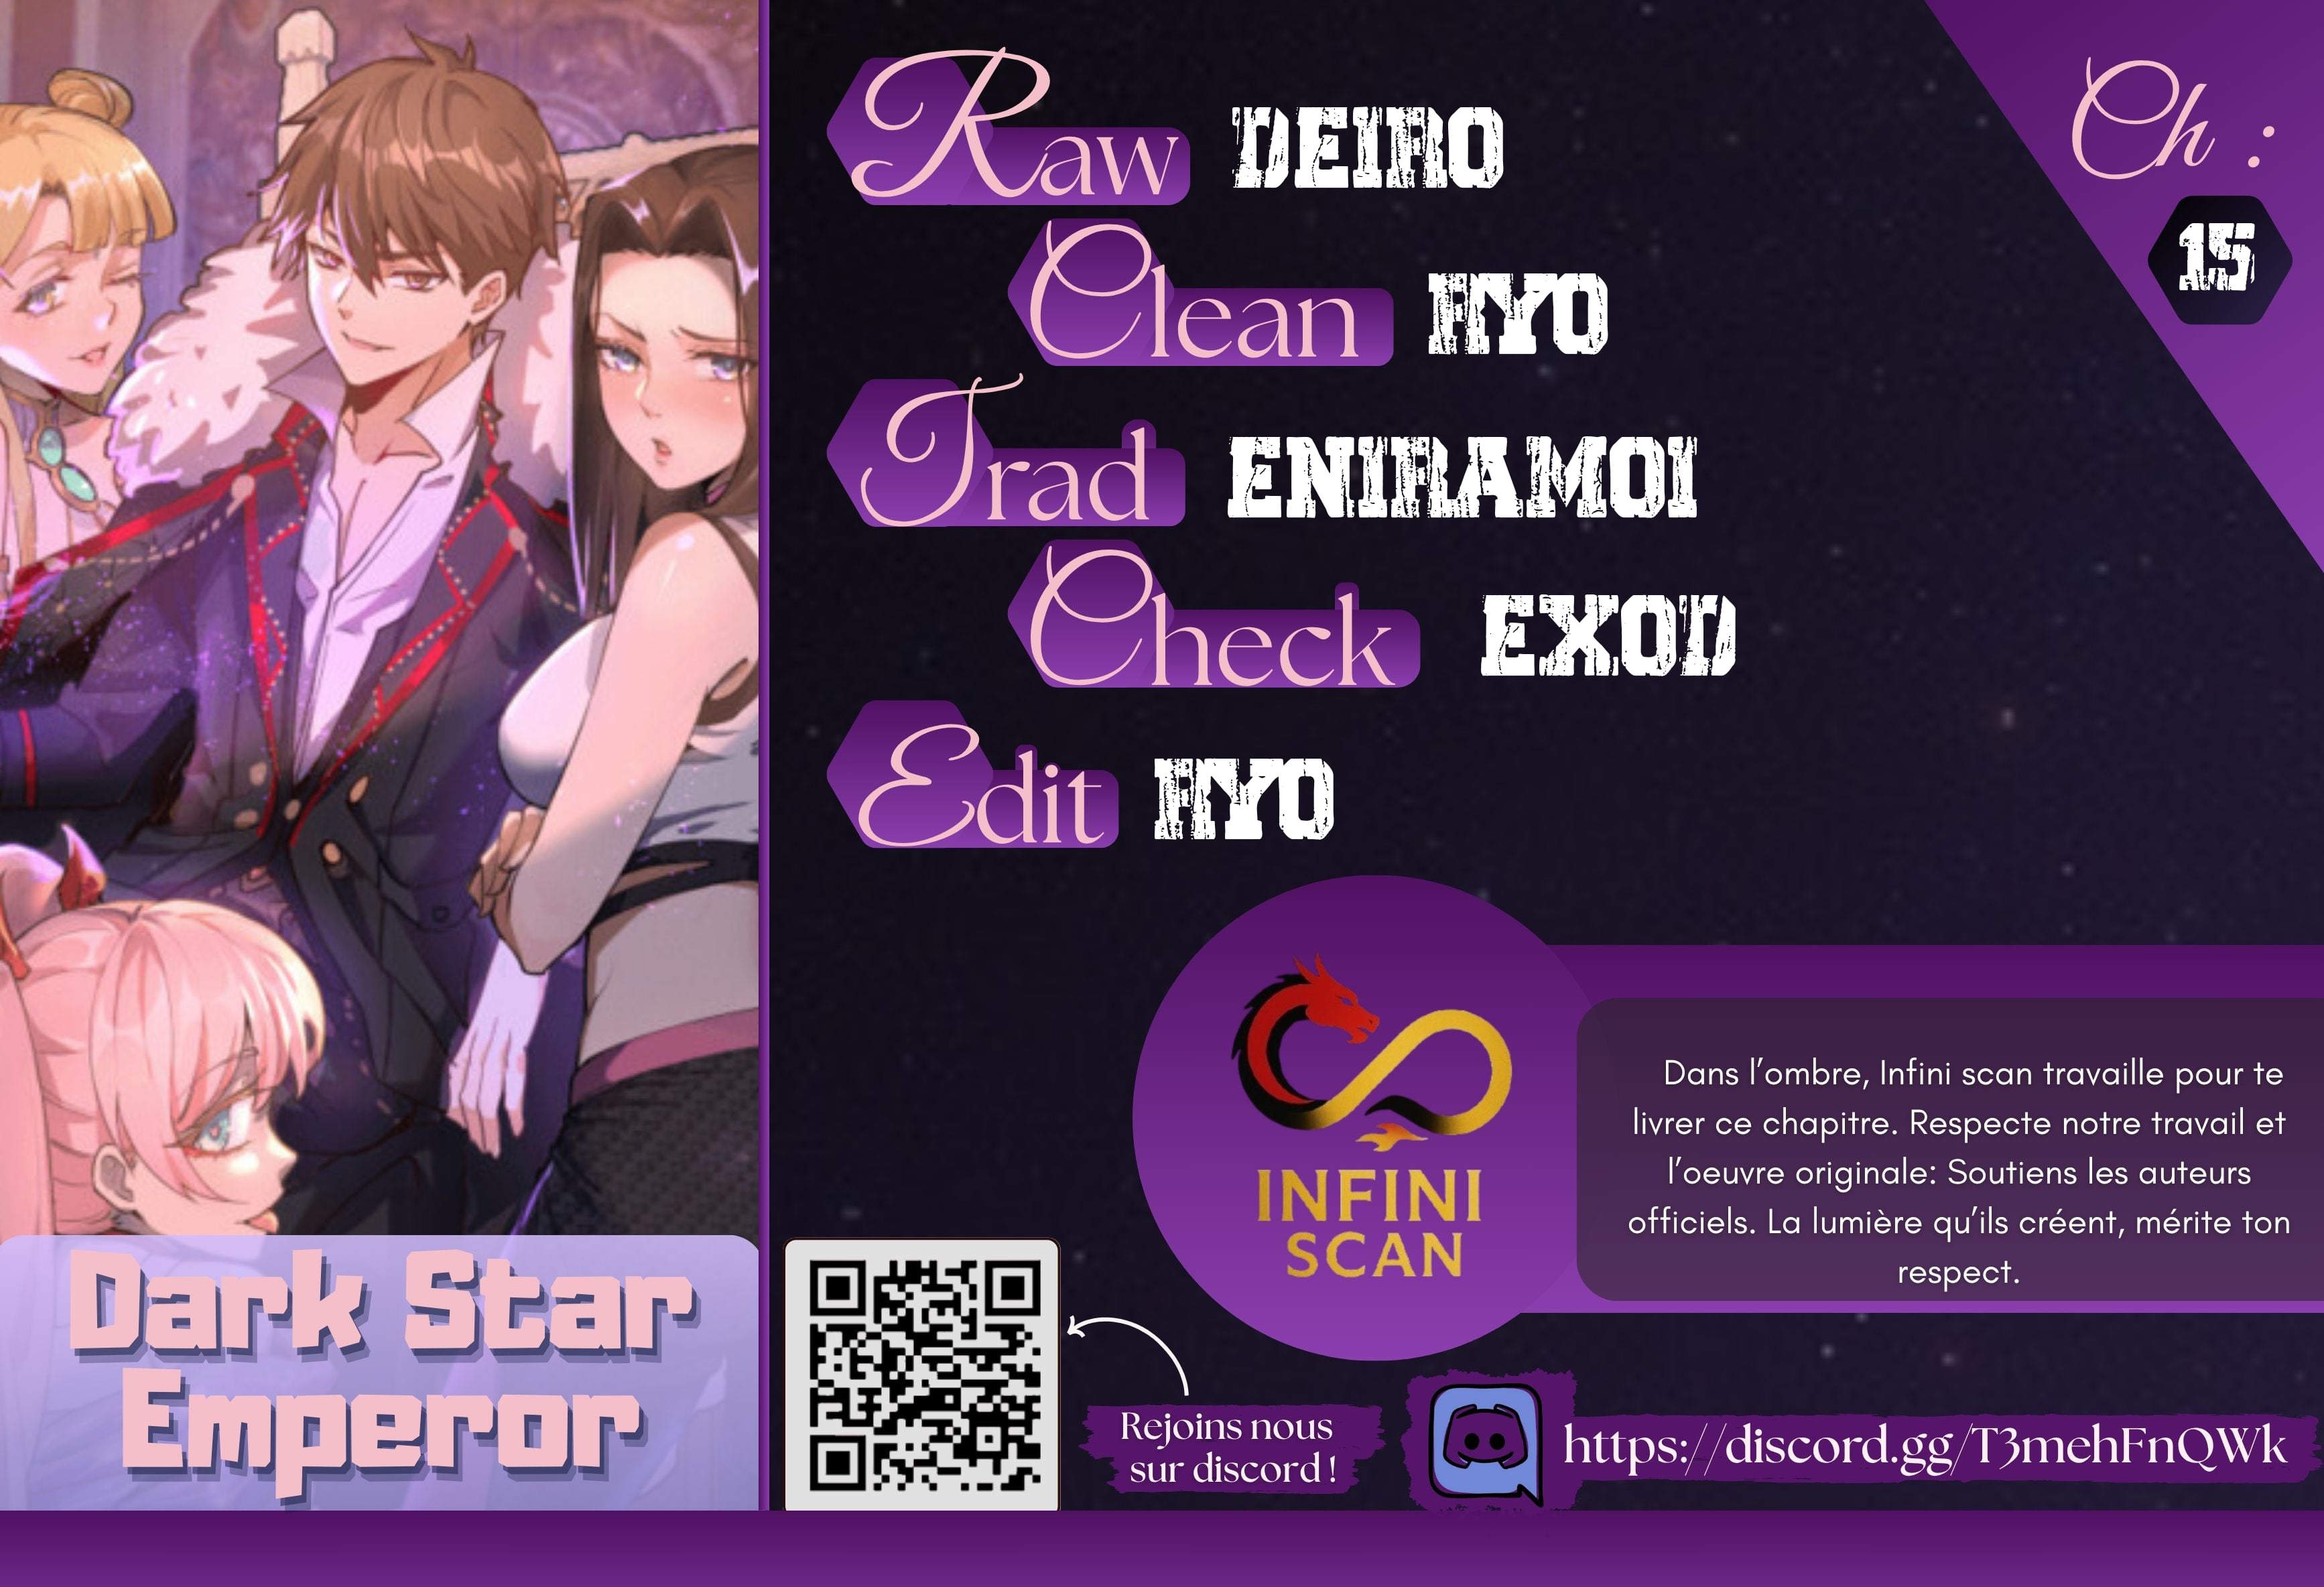 Raw DEIRO
Ch :
15
Clean RYO
Trad ENIRAMOI
Check EXOD
Edit RYO
INFINI
SCAN
Dans l'ombre, Infini scan travaille pour te
livrer ce chapitre. Respecte notre travail et
l'oeuvre originale: Soutiens les auteurs
officiels. La lumière qu'ils créent, mérite ton
respect.
Dark Star
Emperor
Rejoins nous
sur discord !
https://discord.gg/T3mehFnQWk